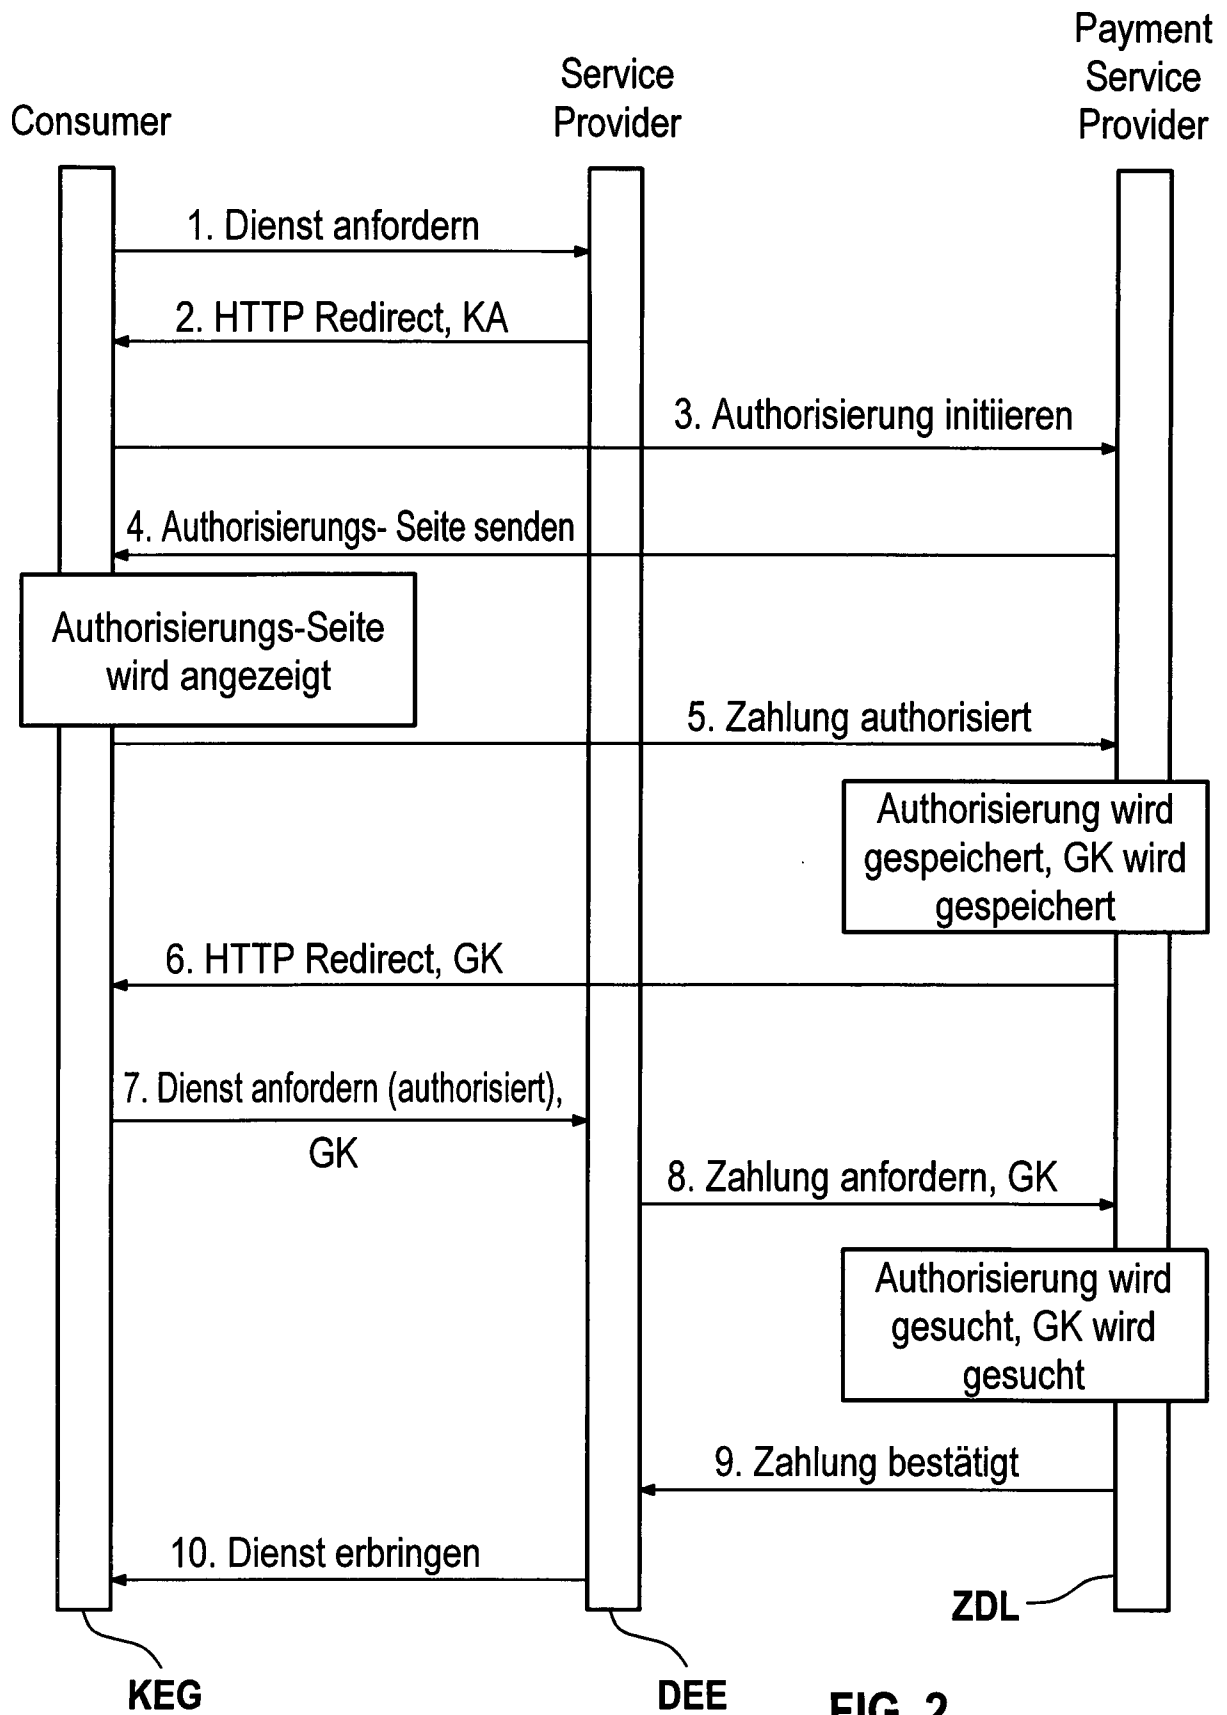 Payment
Service
Provider
Service
Provider
Consumer
1. Dienst anfordern
2. HTTP Redirect, KA
3. Authorisierung initiieren
4. Authorisierungs- Seite senden
Authorisierungs-Seite
wird angezeigt
5. Zahlung authorisiert
Authorisierung wird
gespeichert, GK wird
gespeichert
6. HTTP Redirect, GK
7. Dienst anfordern (authorisiert),
GK
8. Zahlung anfordern, GK
Authorisierung wird
gesucht, GK wird
gesucht
9. Zahlung bestätigt
10. Dienst erbringen
ZDL
KEG
DEE
FIG. 2